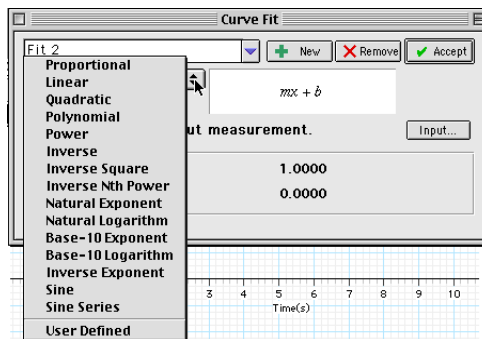 Curve Fit
Fit 2
New
Remove
Accept
Proportional
Linear
Quadratic
Polynomial
Power
Inverse
Inverse Square
Inverse Nth Power
Natural Exponent
Natural Logarithm
Base-10 Exponent
Base-10 Logarithm
Inverse Exponent
Sine
Sine Series
User Defined
mx + b
ut measurement.
Input...
1.0000
0.0000
3 4 5 6 7 8 9 10
Time(s)